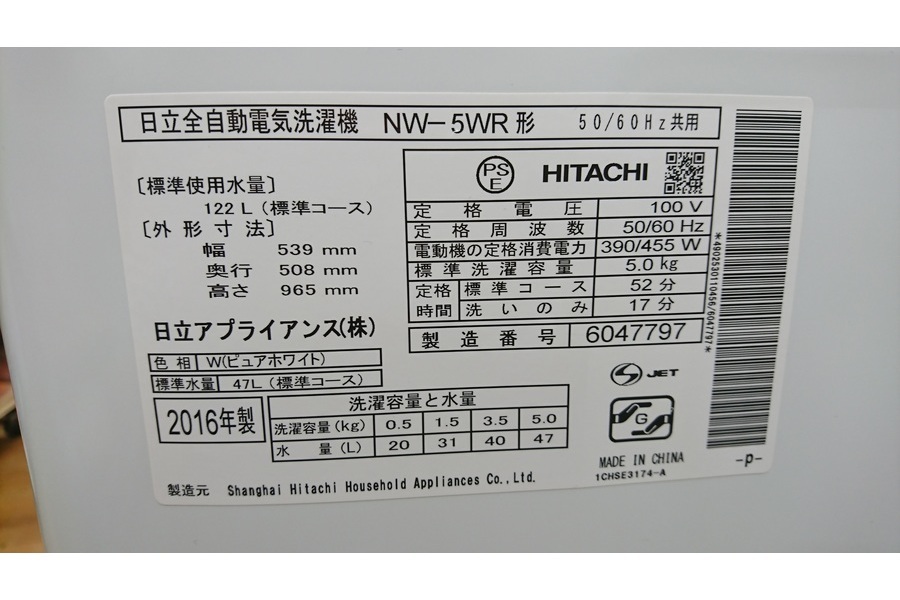 日立全自動電気洗濯機 NW-5WR形 50/60Hz共用
〔標準使用水量〕
122 L (標準コース)
〔外形寸法〕
幅 539 mm
奥行 508 mm
高さ 965 mm
日立アプライアンス(株)
色相 W(ピュアホワイト)
標準水量 47L (標準コース)
2016年製
洗濯容量と水量
洗濯容量(kg) 0.5 1.5 3.5 5.0
水量(L) 20 31 40 47
製造元 Shanghai Hitachi Household Appliances Co.,Ltd.
PSE HITACHI
定格電圧 100 V
定格周波数 50/60 Hz
電動機の定格消費電力 390/455 W
標準洗濯容量 5.0 kg
定格時間 標準コース 52分
洗いのみ 17分
製造番号 6047797
S JET
G
MADE IN CHINA
1CHSE3174-A
*4902530110456/6047797*
-p-